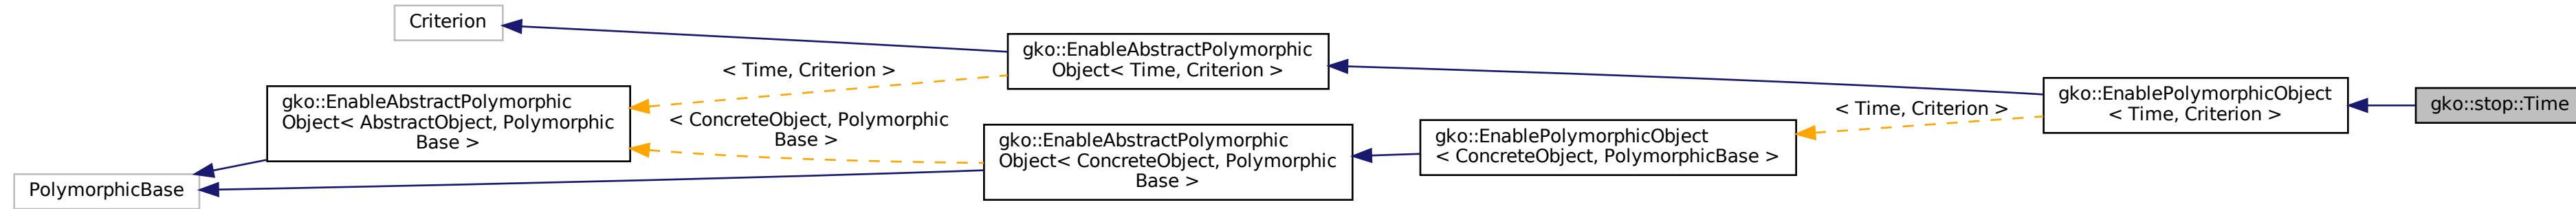 Criterion
gko::EnableAbstractPolymorphic
Object< Time, Criterion >
< Time, Criterion >
gko::EnableAbstractPolymorphic
Object< AbstractObject, Polymorphic
Base >
< ConcreteObject, Polymorphic
Base >
gko::EnableAbstractPolymorphic
Object< ConcreteObject, Polymorphic
Base >
gko::EnablePolymorphicObject
< ConcreteObject, PolymorphicBase >
< Time, Criterion >
gko::EnablePolymorphicObject
< Time, Criterion >
gko::stop::Time
PolymorphicBase